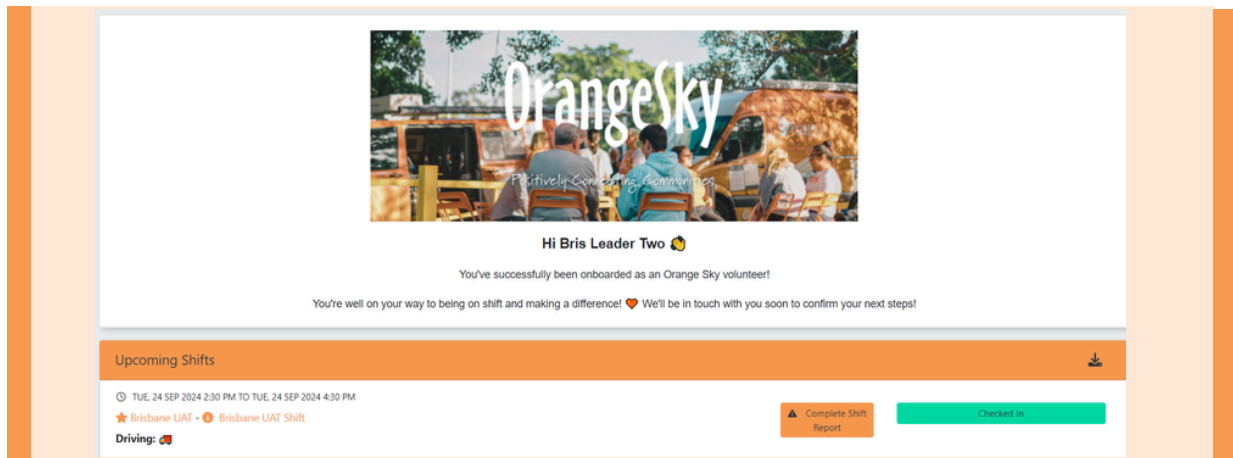 OrangeSky
Positively Connecting Communities
Hi Bris Leader Two
You've successfully been onboarded as an Orange Sky volunteer!
You're well on your way to being on shift and making a difference! 🧡 We'll be in touch with you soon to confirm your next steps!
Upcoming Shifts
TUE, 24 SEP 2024 2:30 PM TO TUE, 24 SEP 2024 4:30 PM
Brisbane UAT - Brisbane UAT Shift
Complete Shift
Report
Checked In
Driving: 🚚